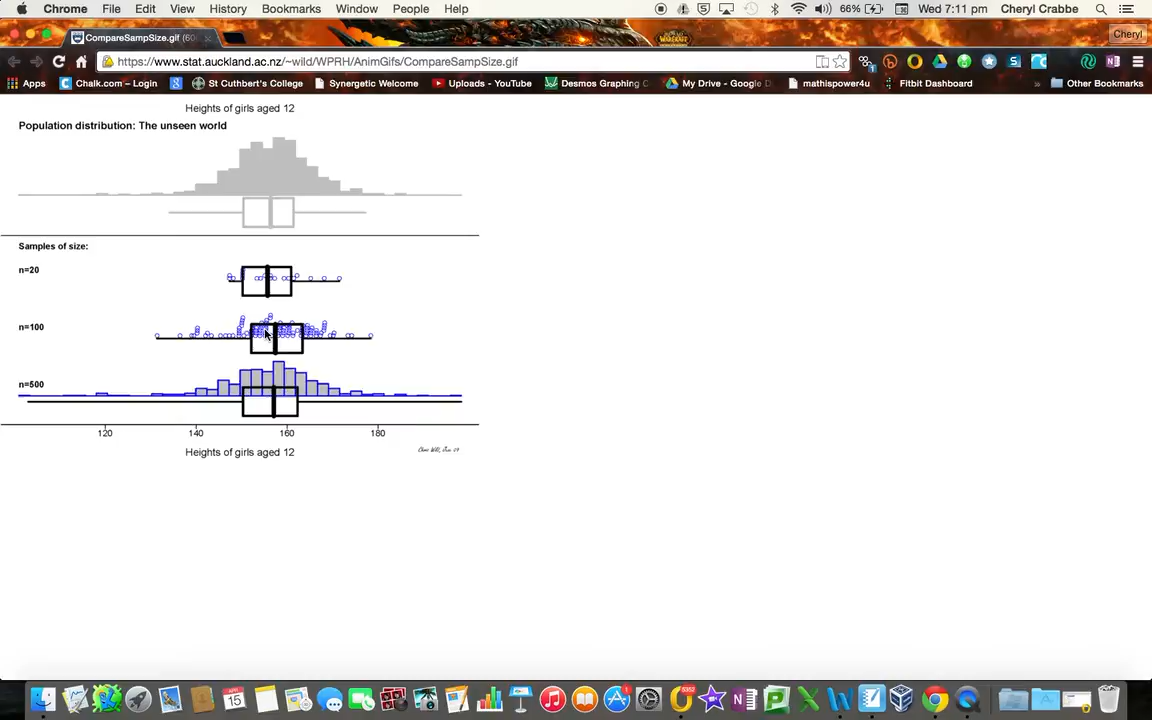 Chrome File Edit View History Bookmarks Window People Help 66% Wed 7:11 pm Cheryl Crabbe
CompareSampSize.gif (60 Cheryl
https://www.stat.auckland.ac.nz/~wild/WPRH/AnimGifs/CompareSampSize.gif
Apps Chalk.com – Login St Cuthbert's College Synergetic Welcome Uploads - YouTube Desmos Graphing C My Drive - Google D mathispower4u Fitbit Dashboard » Other Bookmarks
Heights of girls aged 12
Population distribution: The unseen world
Samples of size:
n=20
n=100
n=500
120 140 160 180
Heights of girls aged 12